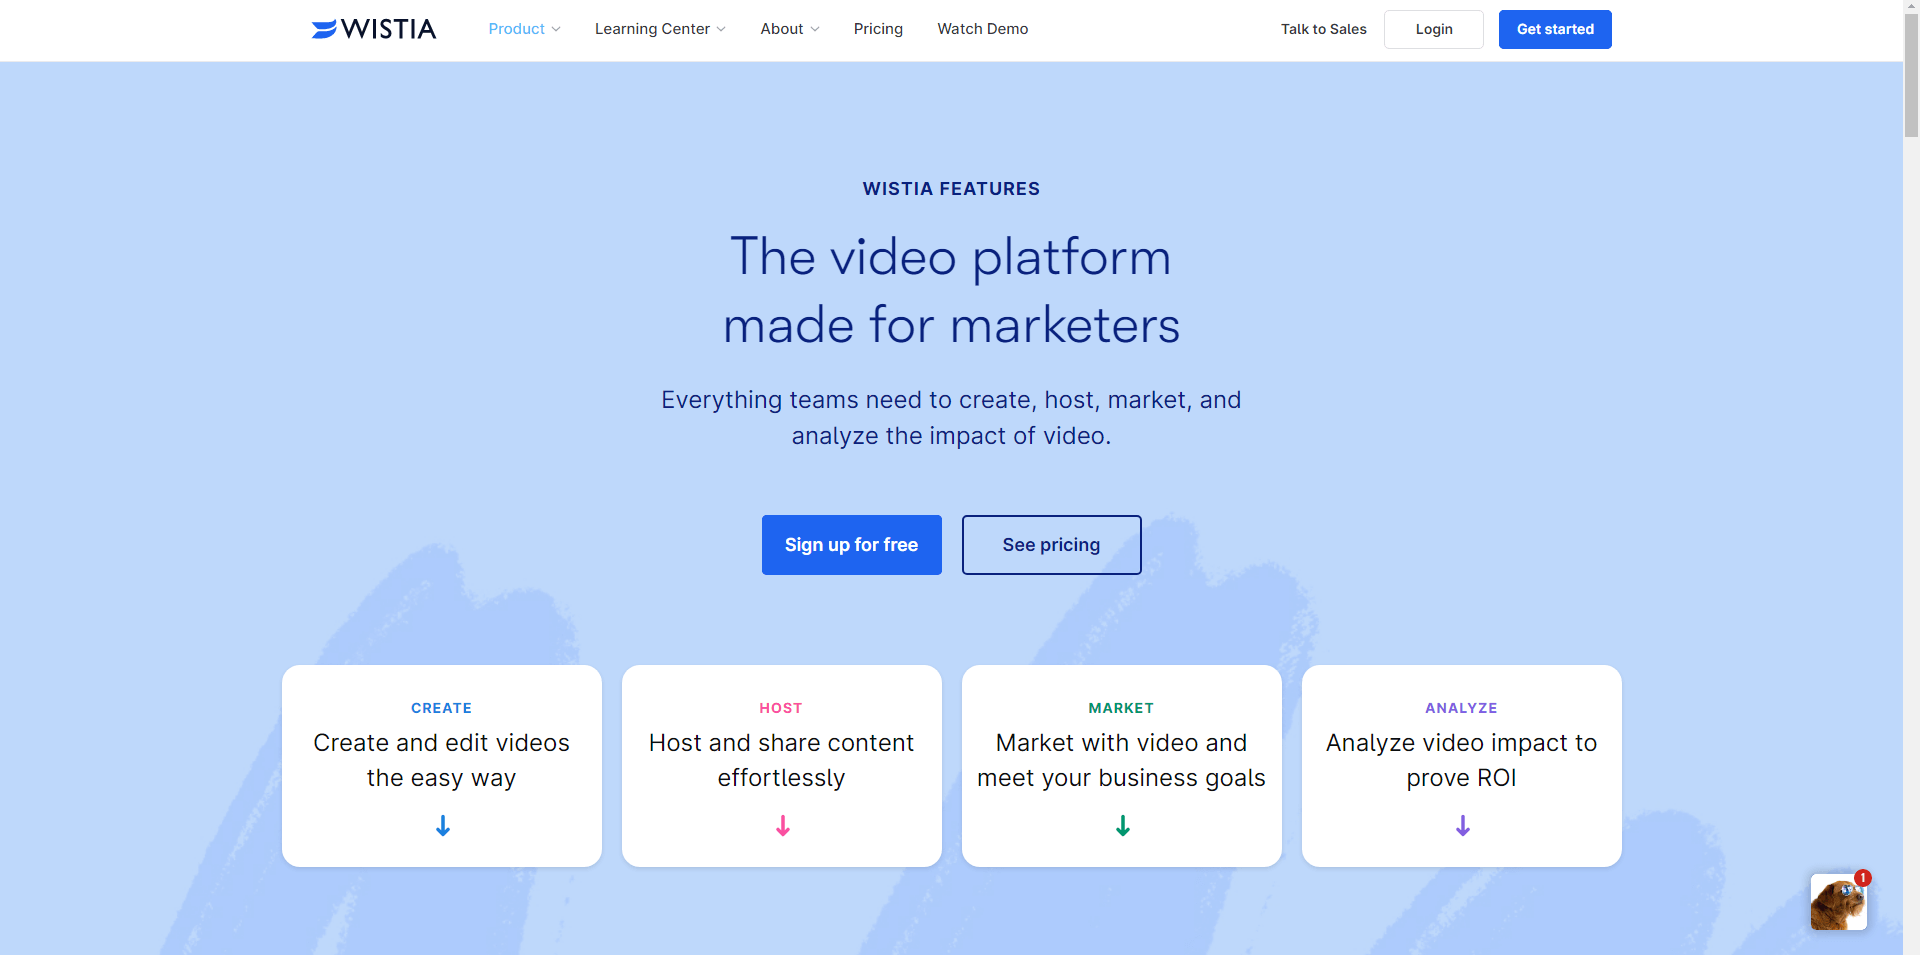 WISTIA
Product
Learning Center
About
Pricing
Watch Demo
Talk to Sales
Login
Get started
WISTIA FEATURES
The video platform
made for marketers
Everything teams need to create, host, market, and
analyze the impact of video.
Sign up for free
See pricing
CREATE
Create and edit videos
the easy way
HOST
Host and share content
effortlessly
MARKET
Market with video and
meet your business goals
ANALYZE
Analyze video impact to
prove ROI
1